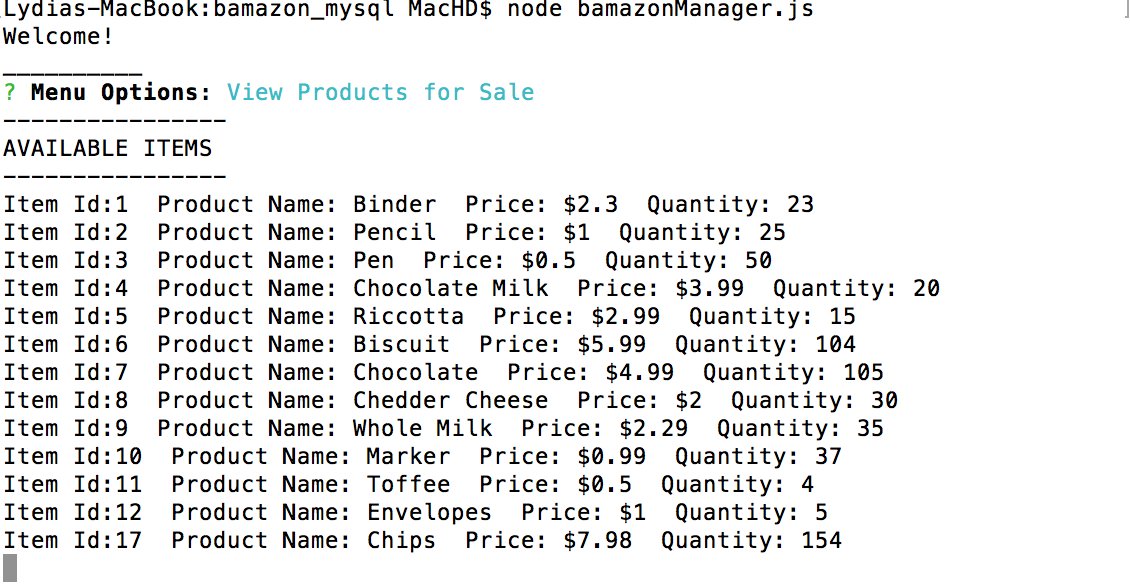 Lydias-MacBook:bamazon_mysql MacHD$ node bamazonManager.js
Welcome!
__________
? Menu Options: View Products for Sale
----------------
AVAILABLE ITEMS
----------------
Item Id:1  Product Name: Binder  Price: $2.3  Quantity: 23
Item Id:2  Product Name: Pencil  Price: $1  Quantity: 25
Item Id:3  Product Name: Pen  Price: $0.5  Quantity: 50
Item Id:4  Product Name: Chocolate Milk  Price: $3.99  Quantity: 20
Item Id:5  Product Name: Riccotta  Price: $2.99  Quantity: 15
Item Id:6  Product Name: Biscuit  Price: $5.99  Quantity: 104
Item Id:7  Product Name: Chocolate  Price: $4.99  Quantity: 105
Item Id:8  Product Name: Chedder Cheese  Price: $2  Quantity: 30
Item Id:9  Product Name: Whole Milk  Price: $2.29  Quantity: 35
Item Id:10  Product Name: Marker  Price: $0.99  Quantity: 37
Item Id:11  Product Name: Toffee  Price: $0.5  Quantity: 4
Item Id:12  Product Name: Envelopes  Price: $1  Quantity: 5
Item Id:17  Product Name: Chips  Price: $7.98  Quantity: 154